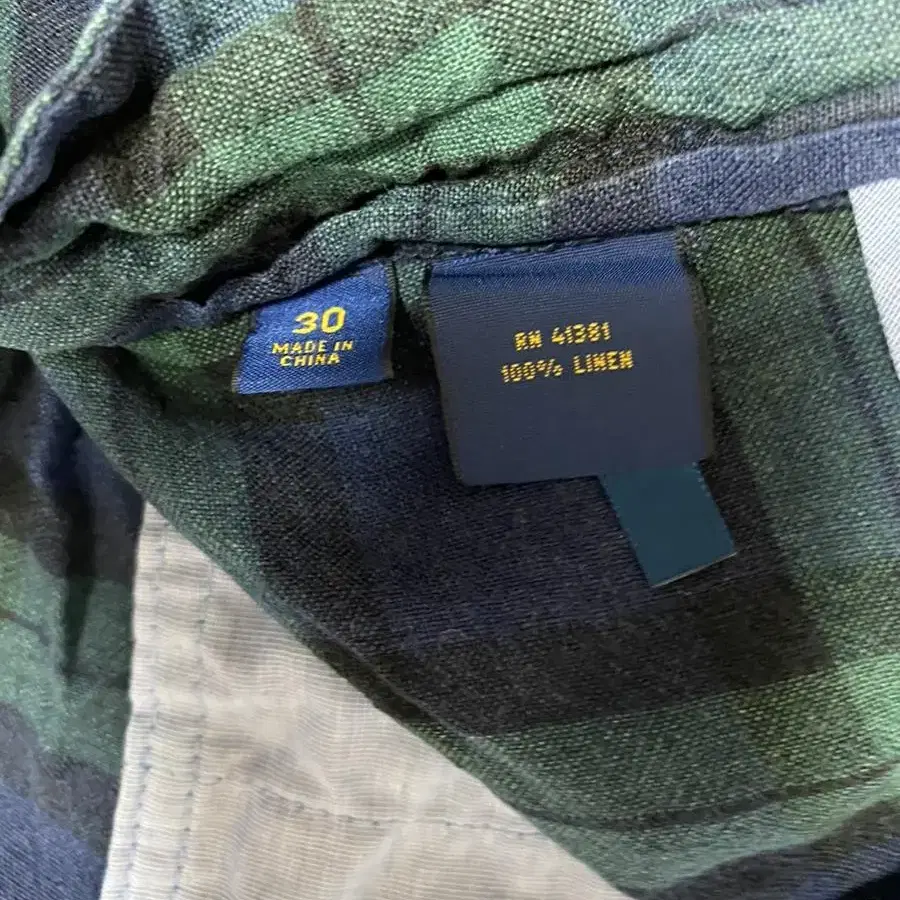 30
MADE IN
CHINA
RN 41381
100% LINEN